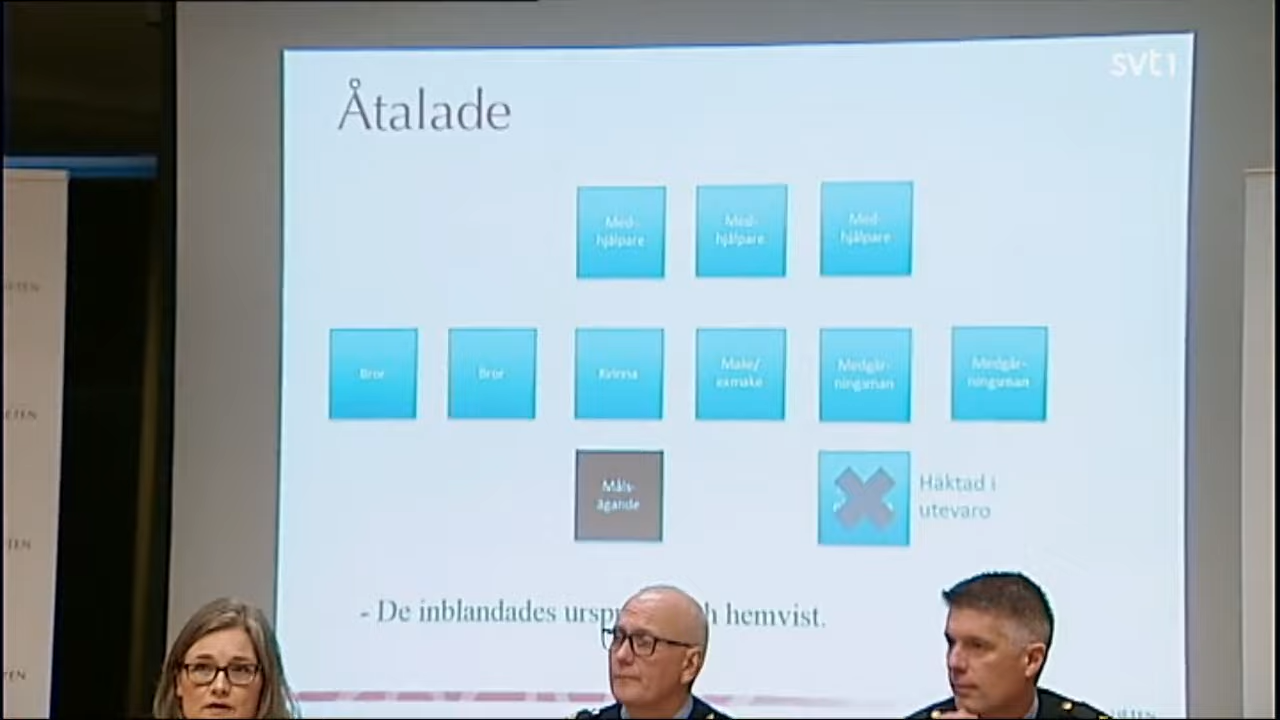 svt1
Åtalade
Med-
hjälpare
Med-
hjälpare
Med-
hjälpare
Bror
Bror
Kvinna
Make/
exmake
Medgär-
ningsman
Medgär-
ningsman
Måls-
ägande
Häktad i
utevaro
- De inblandades h hemvist.